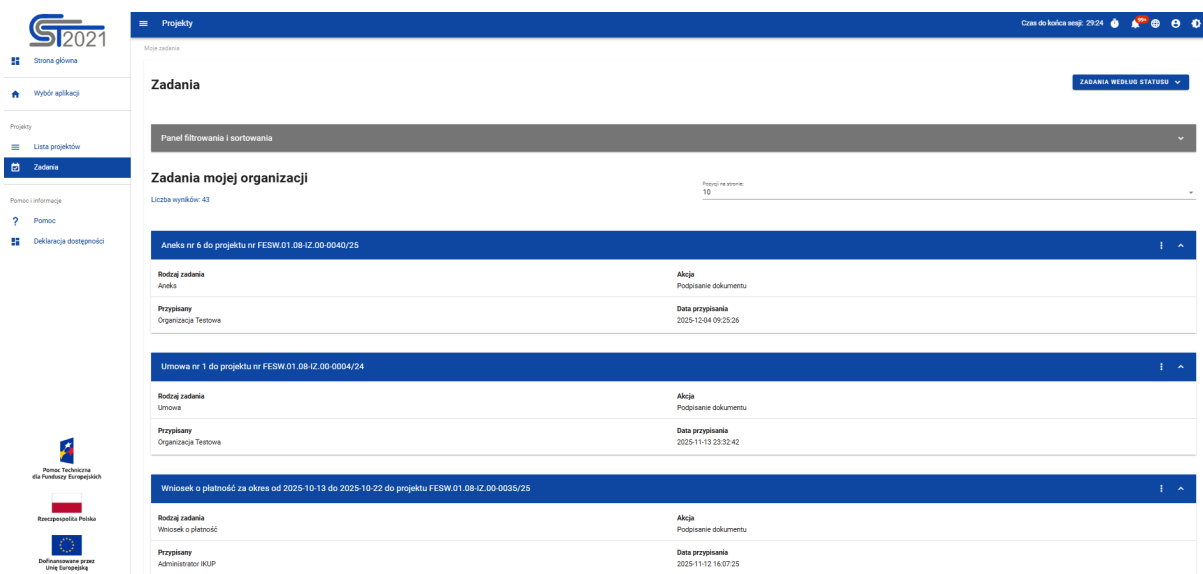 ST2021
Projekty
Czas do końca sesji: 29:24
99+
Moje zadania
Strona główna
Wybór aplikacji
Projekty
Lista projektów
Zadania
Pomoc i informacje
Pomoc
Deklaracja dostępności
Pomoc Techniczna
dla Funduszy Europejskich
Rzeczpospolita Polska
Dofinansowane przez
Unię Europejską
Zadania
ZADANIA WEDŁUG STATUSU
Panel filtrowania i sortowania
Zadania mojej organizacji
Liczba wyników: 43
Pozycji na stronie:
10
Aneks nr 6 do projektu nr FESW.01.08-IZ.00-0040/25
Rodzaj zadania
Aneks
Akcja
Podpisanie dokumentu
Przypisany
Organizacja Testowa
Data przypisania
2025-12-04 09:25:26
Umowa nr 1 do projektu nr FESW.01.08-IZ.00-0004/24
Rodzaj zadania
Umowa
Akcja
Podpisanie dokumentu
Przypisany
Organizacja Testowa
Data przypisania
2025-11-13 23:32:42
Wniosek o płatność za okres od 2025-10-13 do 2025-10-22 do projektu FESW.01.08-IZ.00-0035/25
Rodzaj zadania
Wniosek o płatność
Akcja
Podpisanie dokumentu
Przypisany
Administrator IKUP
Data przypisania
2025-11-12 16:07:25